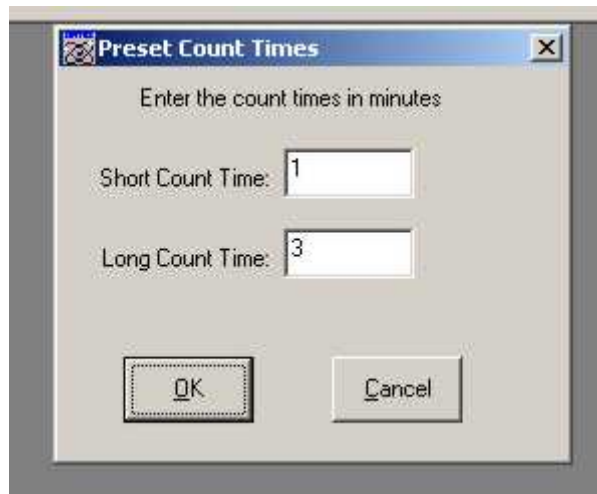 Preset Count Times
Enter the count times in minutes
Short Count Time: 1
Long Count Time: 3
OK Cancel